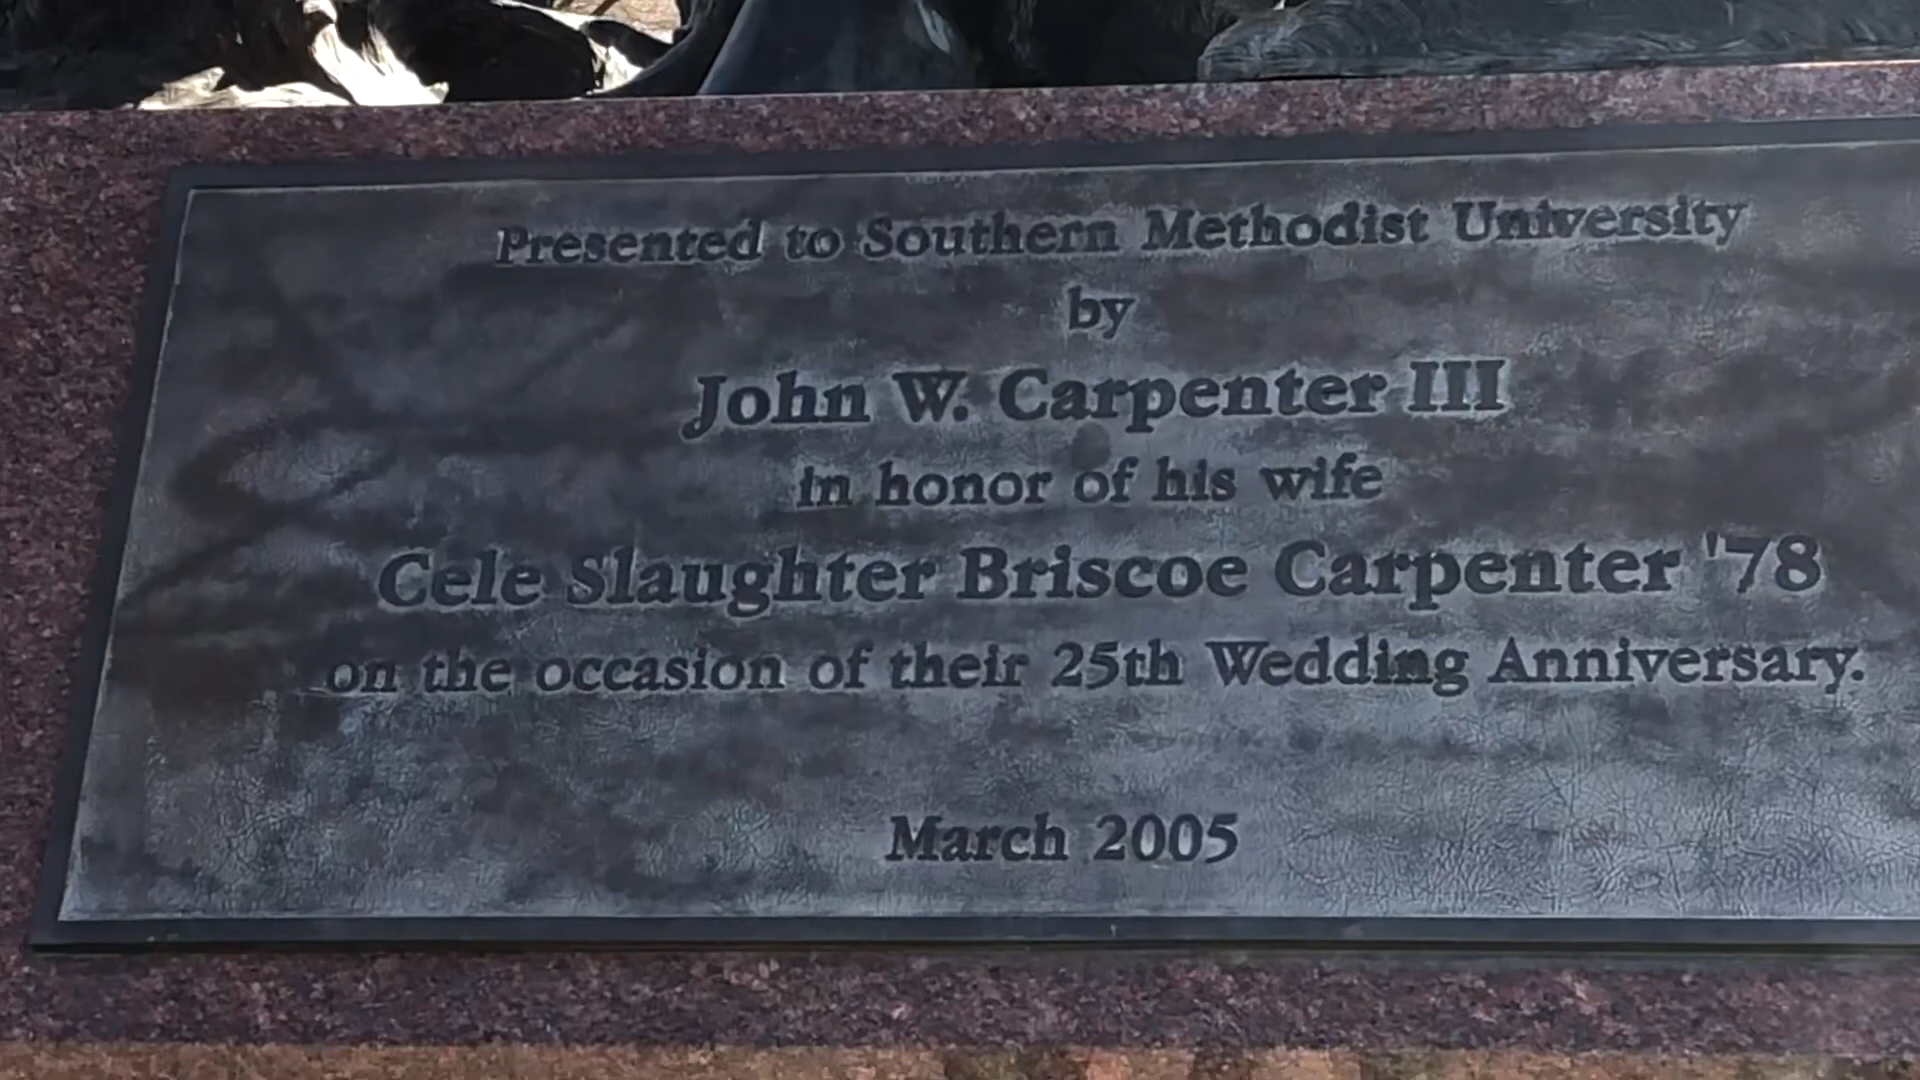 Presented to Southern Methodist University
by
John W. Carpenter III
in honor of his wife
Cele Slaughter Briscoe Carpenter '78
on the occasion of their 25th Wedding Anniversary.
March 2005